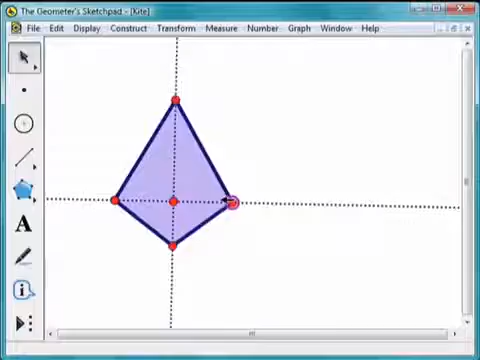 The Geometer's Sketchpad - [Kite]
File Edit Display Construct Transform Measure Number Graph Window Help
A
i